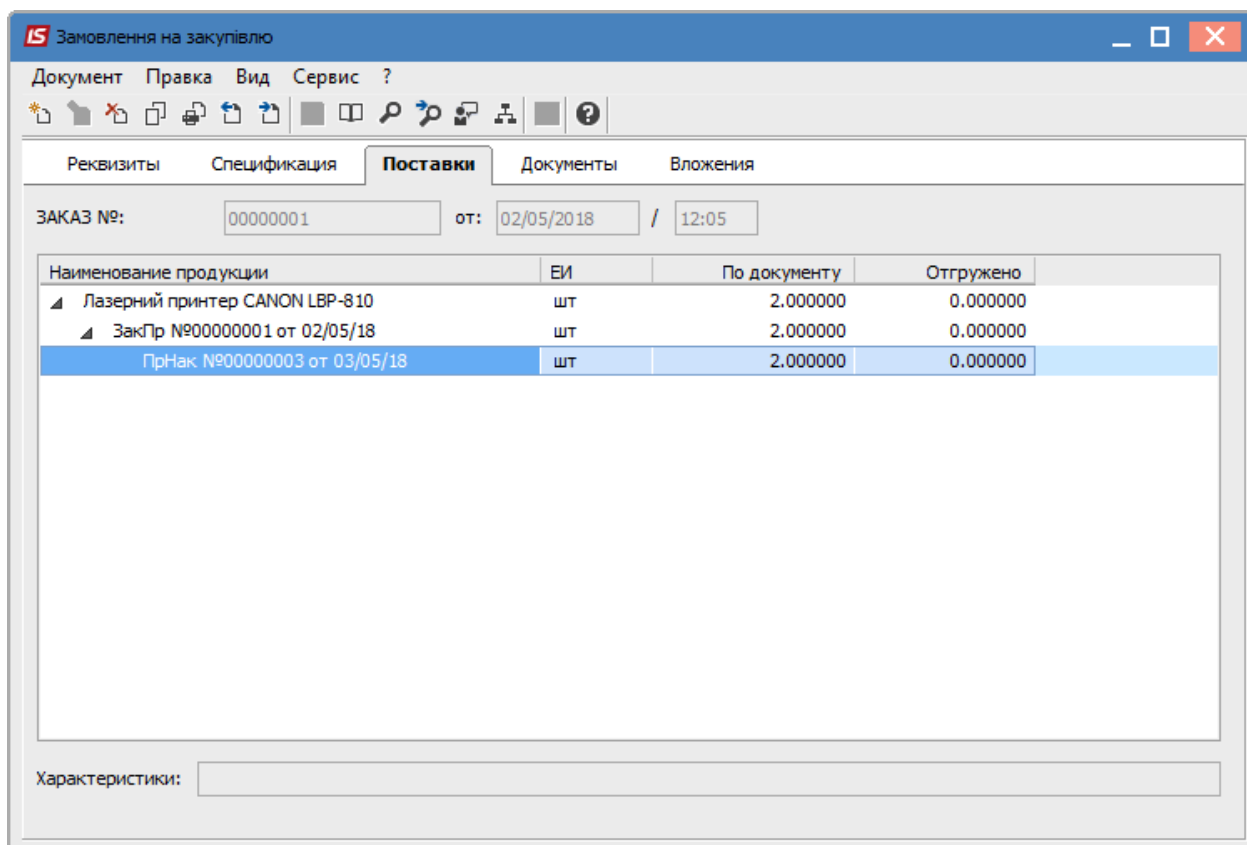 IS Замовлення на закупівлю
Документ Правка Вид Сервис ?
Реквизиты Спецификация Поставки Документы Вложения
ЗАКАЗ №: 00000001 от: 02/05/2018 / 12:05
Наименование продукции ЕИ По документу Отгружено
Лазерний принтер CANON LBP-810 шт 2.000000 0.000000
ЗакПр №00000001 от 02/05/18 шт 2.000000 0.000000
ПрНак №00000003 от 03/05/18 шт 2.000000 0.000000
Характеристики: